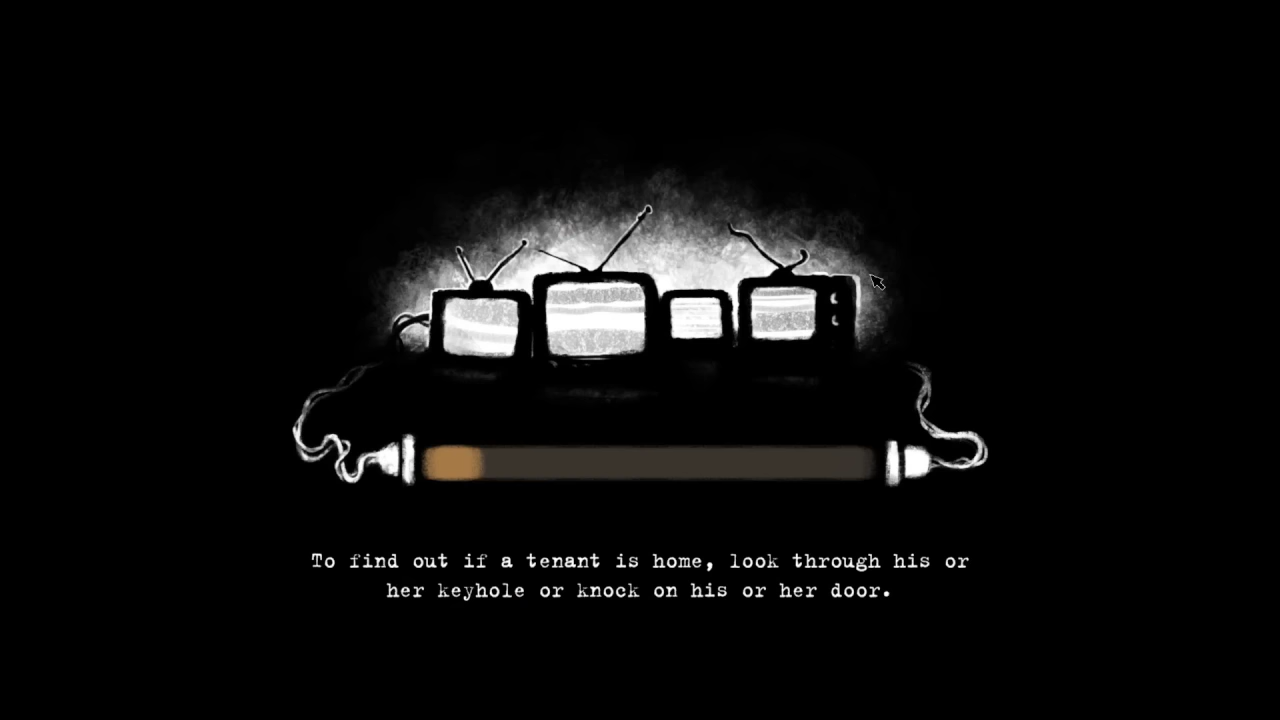 To find out if a tenant is home, look through his or
her keyhole or knock on his or her door.